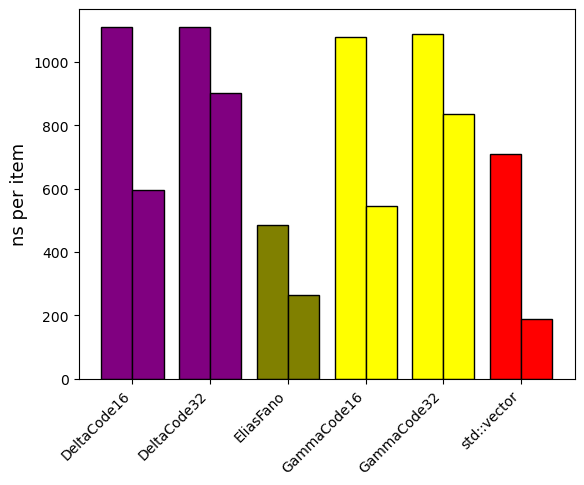 ns per item
1000
800
600
400
200
0
DeltaCode16
DeltaCode32
EliasFano
GammaCode16
GammaCode32
std::vector